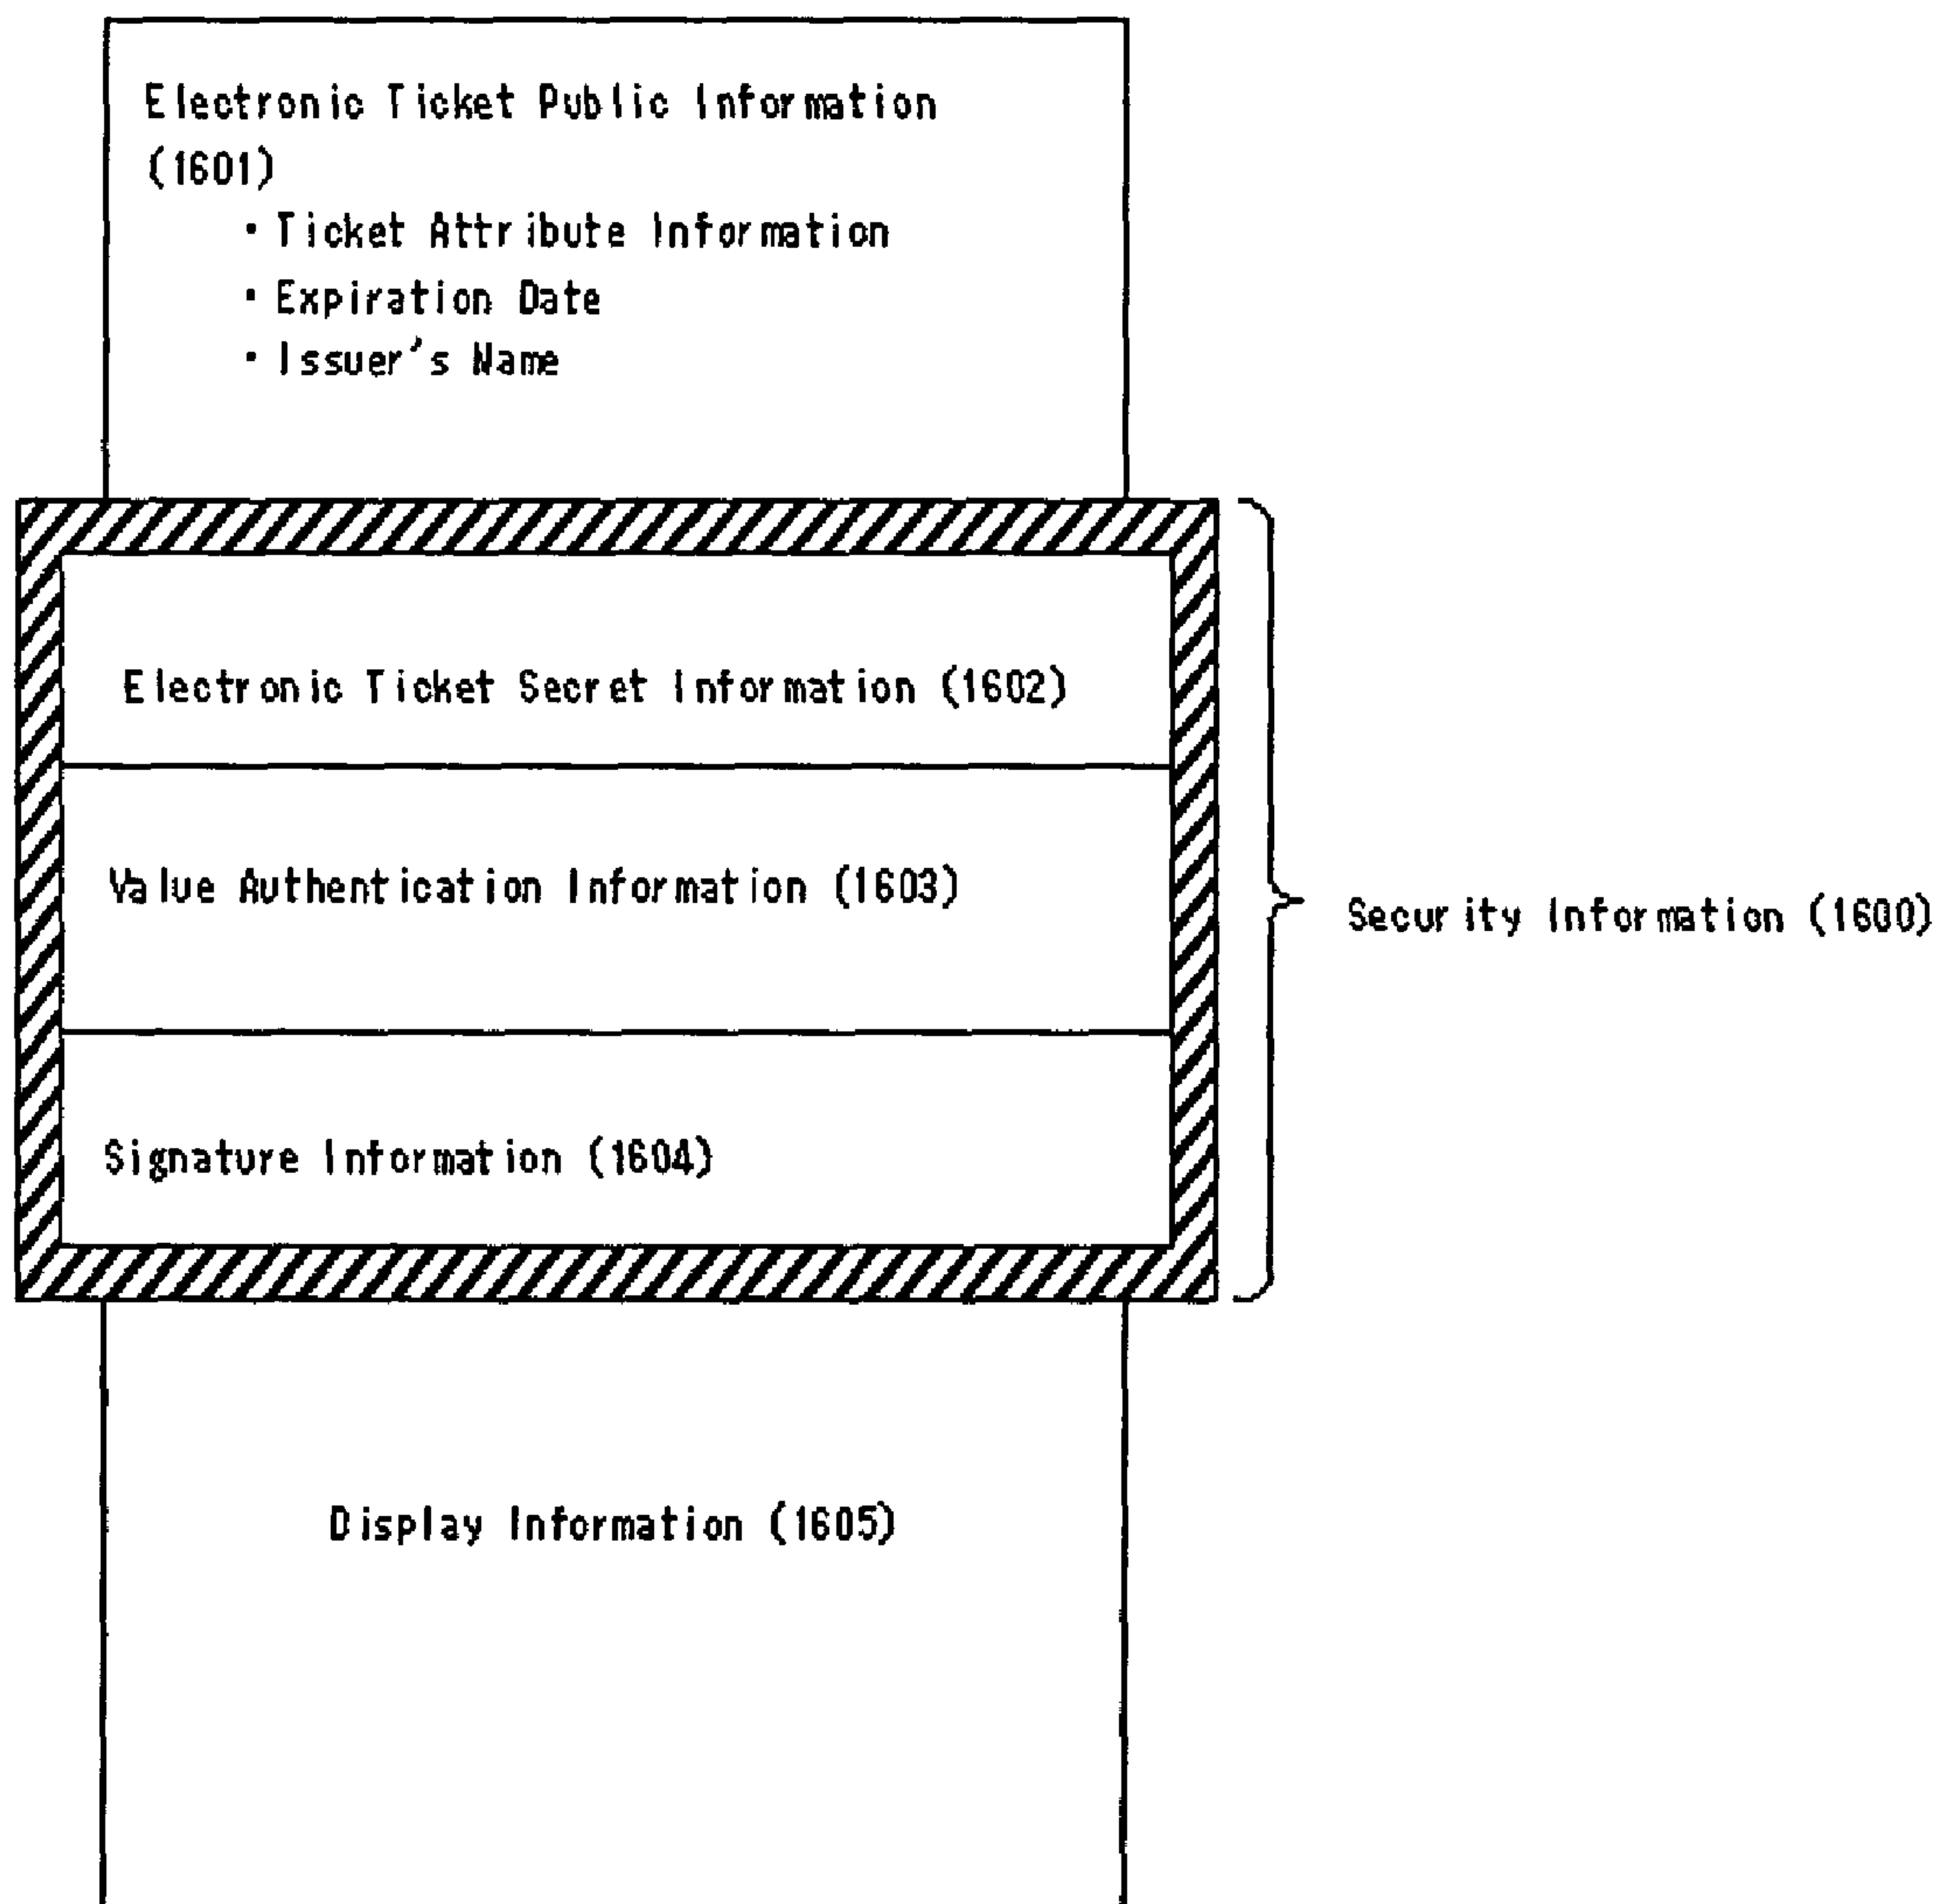 Electronic Ticket Public Information
(1601)
・Ticket Attribute Information
・Expiration Date
・Issuer's Name
Electronic Ticket Secret Information (1602)
Value Authentication Information (1603)
Security Information (1600)
Signature Information (1604)
Display Information (1605)